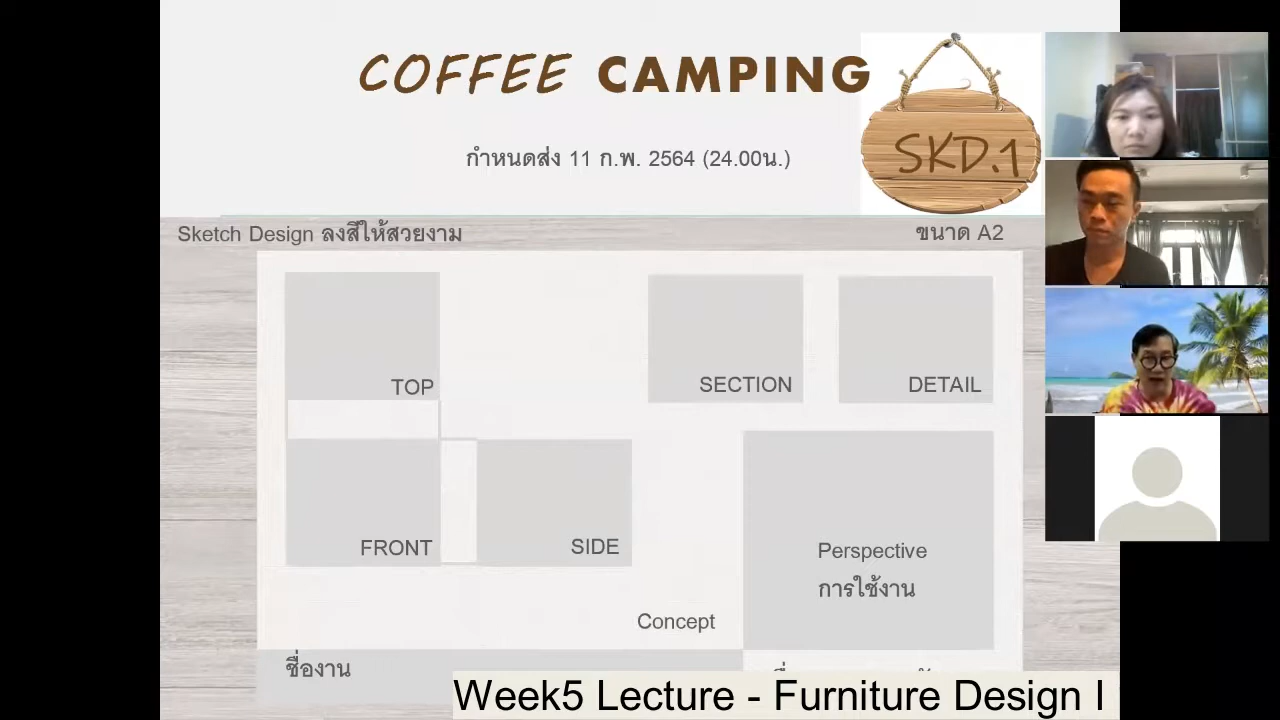 COFFEE CAMPING
SKD.1
กำหนดส่ง 11 ก.พ. 2564 (24.00น.)
Sketch Design ลงสีให้สวยงาม
ขนาด A2
TOP
SECTION
DETAIL
FRONT
SIDE
Perspective
การใช้งาน
Concept
ชื่องาน
Week5 Lecture - Furniture Design I